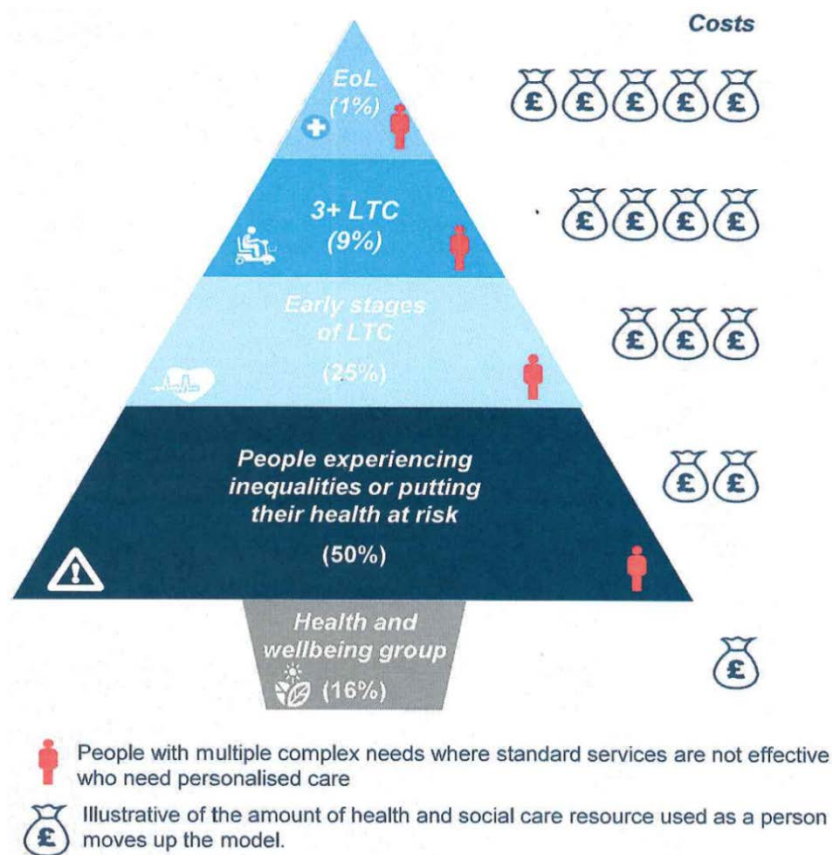 Costs
EoL
(1%)
£ £ £ £ £
3+ LTC
(9%)
£ £ £ £
Early stages
of LTC
(25%)
£ £ £
People experiencing
inequalities or putting
their health at risk
(50%)
£ £
Health and
wellbeing group
(16%)
£
People with multiple complex needs where standard services are not effective
who need personalised care
£
Illustrative of the amount of health and social care resource used as a person
moves up the model.